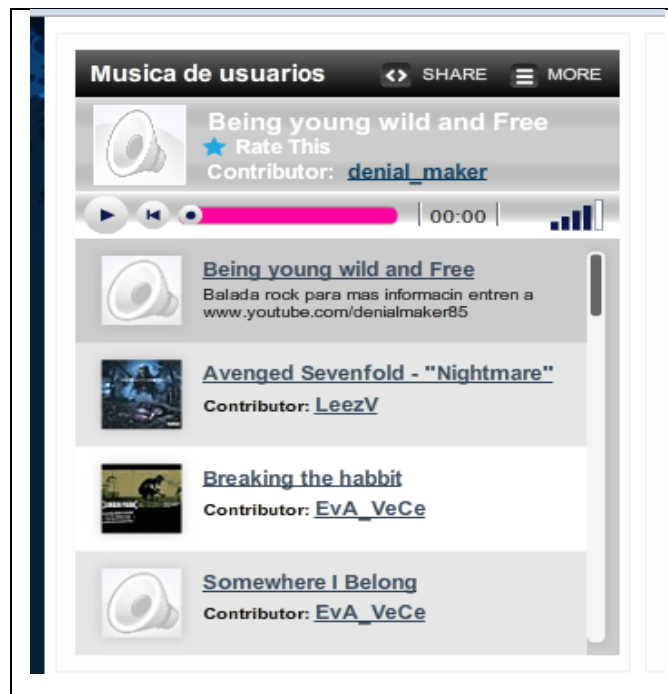 Musica de usuarios SHARE MORE
Being young wild and Free
Rate This
Contributor: denial_maker
00:00
Being young wild and Free
Balada rock para mas informacin entren a
www.youtube.com/denialmaker85
Avenged Sevenfold - "Nightmare"
Contributor: LeezV
Breaking the habbit
Contributor: EvA_VeCe
Somewhere I Belong
Contributor: EvA_VeCe